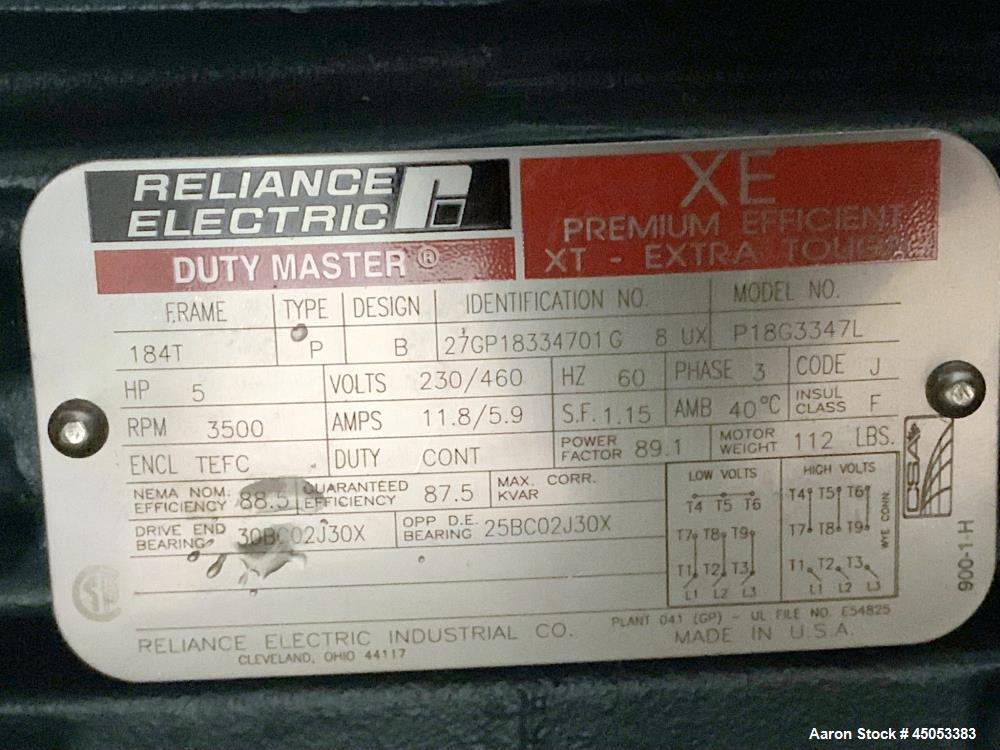 RELIANCE
ELECTRIC
XE
PREMIUM EFFICIENT
XT - EXTRA TOUGH
DUTY MASTER®
FRAME TYPE DESIGN IDENTIFICATION NO. MODEL NO.
184T P B 27GP18334701G 8 UX P18G3347L
HP 5 VOLTS 230/460 HZ 60 PHASE 3 CODE J
RPM 3500 AMPS 11.8/5.9 S.F. 1.15 AMB 40°C INSUL CLASS F
ENCL TEFC DUTY CONT POWER FACTOR 89.1 MOTOR WEIGHT 112 LBS.
NEMA NOM. EFFICIENCY 88.5 GUARANTEED EFFICIENCY 87.5 MAX. CORR. KVAR
DRIVE END BEARING 30BC02J30X OPP D.E. BEARING 25BC02J30X
LOW VOLTS HIGH VOLTS
T4 T5 T6 T4 T5 T6
T7 T8 T9 T7 T8 T9
T1 T2 T3 T1 T2 T3
L1 L2 L3 L1 L2 L3
WYE CONN.
CSA
900-1-H
RELIANCE ELECTRIC INDUSTRIAL CO. PLANT 041 (GP) - UL FILE NO. E54825
CLEVELAND, OHIO 44117 MADE IN U.S.A.
Aaron Stock # 45053383